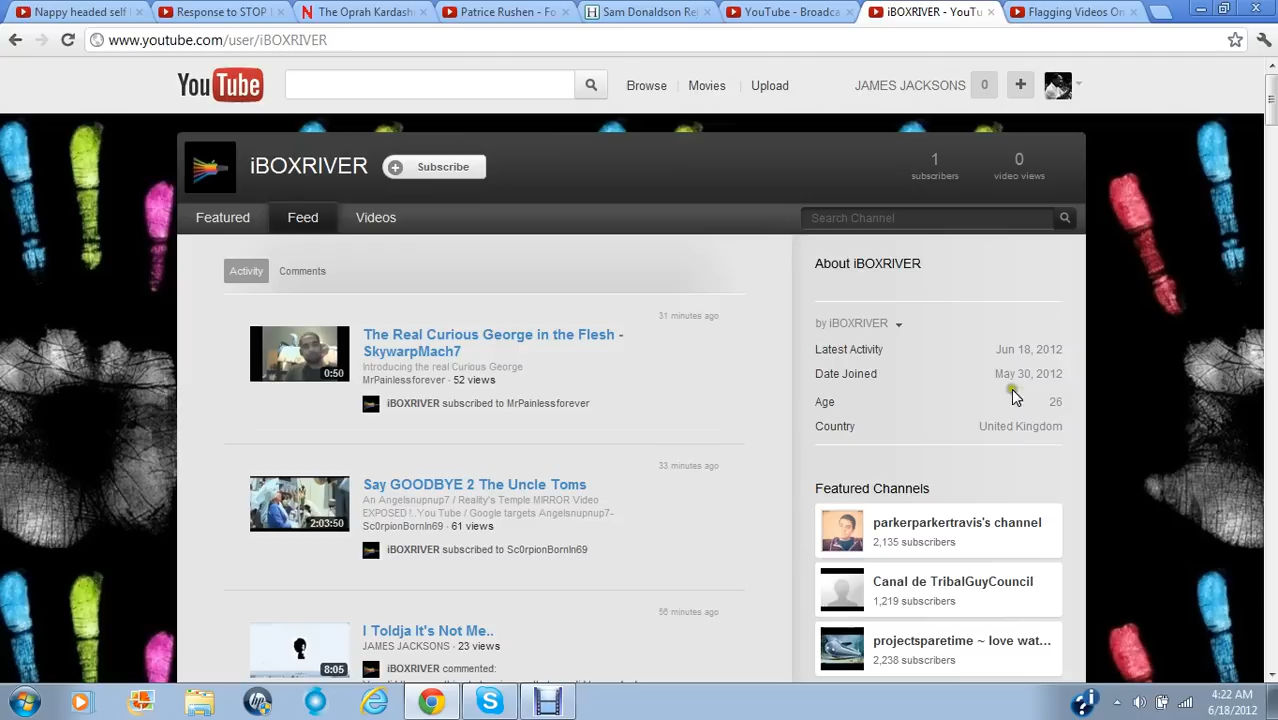 Nappy headed self
Response to STOP
The Oprah Kardash
Patrice Rushen - Fo
Sam Donaldson Re
YouTube - Broadca
iBOXRIVER - YouTu
Flagging Videos On
www.youtube.com/user/iBOXRIVER
YouTube
Browse
Movies
Upload
JAMES JACKSONS
0
iBOXRIVER
Subscribe
1
subscribers
0
video views
Featured
Feed
Videos
Search Channel
Activity
Comments
31 minutes ago
The Real Curious George in the Flesh -
SkywarpMach7
Introducing the real Curious George
MrPainlessforever · 52 views
0:50
iBOXRIVER subscribed to MrPainlessforever
33 minutes ago
Say GOODBYE 2 The Uncle Toms
An Angelsnupnup7 / Reality's Temple MIRROR Video
EXPOSED !..You Tube / Google targets Angelsnupnup7-
Sc0rpionBornIn69 · 61 views
2:03:50
iBOXRIVER subscribed to Sc0rpionBornIn69
56 minutes ago
I Toldja It's Not Me..
JAMES JACKSONS · 23 views
8:05
iBOXRIVER commented:
About iBOXRIVER
by iBOXRIVER
Latest Activity
Jun 18, 2012
Date Joined
May 30, 2012
Age
26
Country
United Kingdom
Featured Channels
parkerparkertravis's channel
2,135 subscribers
Canal de TribalGuyCouncil
1,219 subscribers
projectsparetime ~ love wat...
2,238 subscribers
4:22 AM
6/18/2012